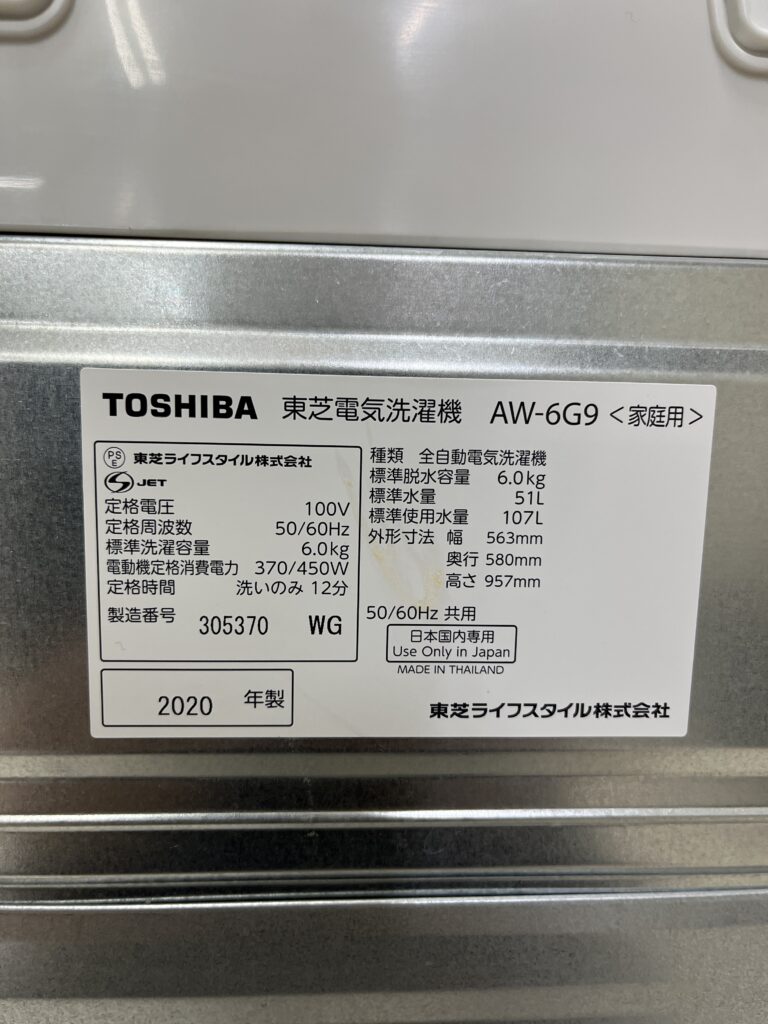 TOSHIBA 東芝電気洗濯機 AW-6G9 <家庭用>
PS
E 東芝ライフスタイル株式会社
JET
定格電圧 100V
定格周波数 50/60Hz
標準洗濯容量 6.0kg
電動機定格消費電力 370/450W
定格時間 洗いのみ 12分
製造番号 305370 WG
2020 年製
種類 全自動電気洗濯機
標準脱水容量 6.0kg
標準水量 51L
標準使用水量 107L
外形寸法 幅 563mm
奥行 580mm
高さ 957mm
50/60Hz 共用
日本国内専用
Use Only in Japan
MADE IN THAILAND
東芝ライフスタイル株式会社